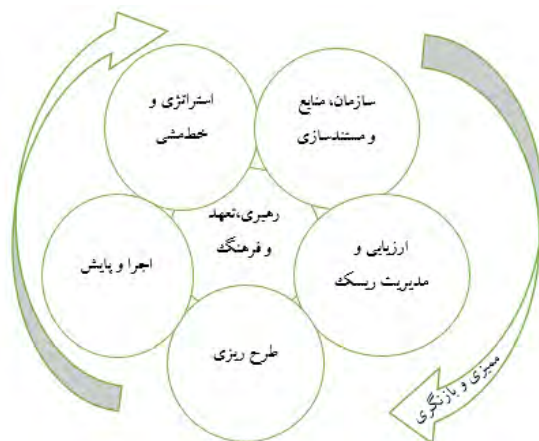 سازمان، منابع
و مستندسازی
استراتژی و
خط‌مشی
رهبری،تعهد
و فرهنگ
ارزیابی و
مدیریت ریسک
اجرا و پایش
طرح ریزی
ممیزی و بازنگری